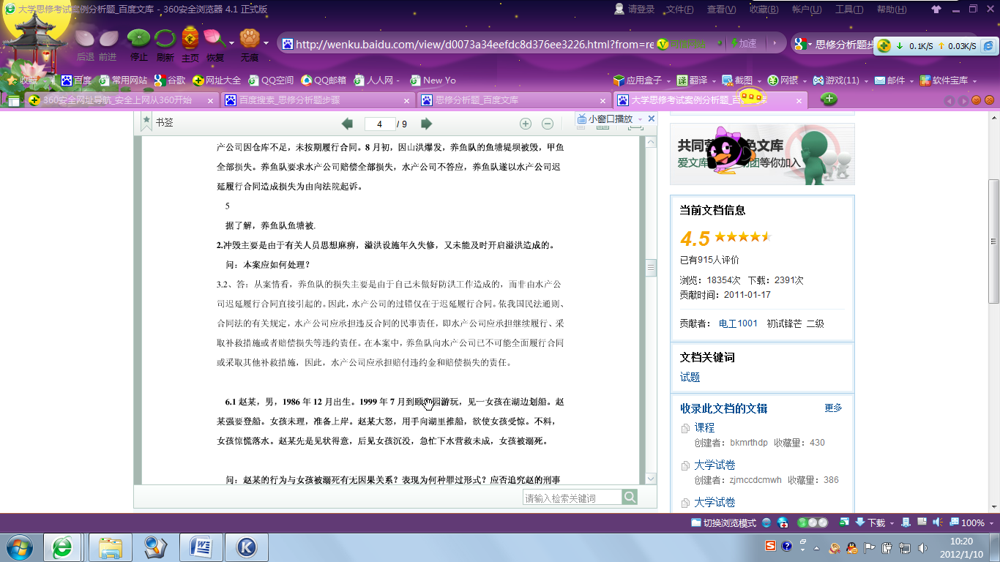 大学思修考试案例分析题_百度文库 - 360安全浏览器 4.1 正式版
请登录 文件(F) 查看(V) 收藏(B) 帐户(U) 工具(T) 帮助(H)
后退 前进 停止 刷新 主页 恢复 无痕
http://wenku.baidu.com/view/d0073a34eefdc8d376ee3226.html?from=re 可信网站 加速
思修分析题步 0.1K/S 0.03K/S
收藏 百度 常用网站 谷歌 网址大全 QQ空间 QQ邮箱 人人网 - New Yo
应用盒子 翻译 截图 网银 游戏(11) 邮件 软件宝库
360安全网址导航_安全上网从360开始
百度搜索_思修分析题步骤
思修分析题_百度文库
大学思修考试案例分析题_百 库
书签
4 / 9
小窗口播放
产公司因仓库不足，未按期履行合同。8 月初，因山洪爆发，养鱼队的鱼塘堤坝被毁，甲鱼
全部损失。养鱼队要求水产公司赔偿全部损失，水产公司不答应，养鱼队遂以水产公司迟
延履行合同造成损失为由向法院起诉。
5
据了解，养鱼队鱼塘被.
2.冲毁主要是由于有关人员思想麻痹，溢洪设施年久失修，又未能及时开启溢洪造成的。
问：本案应如何处理？
3.2、答：从案情看，养鱼队的损失主要是由于自己未做好防洪工作造成的，而非由水产公
司迟延履行合同直接引起的。因此，水产公司的过错仅在于迟延履行合同。依我国民法通则、
合同法的有关规定，水产公司应承担违反合同的民事责任，即水产公司应承担继续履行、采
取补救措施或者赔偿损失等违约责任。在本案中，养鱼队向水产公司已不可能全面履行合同
或采取其他补救措施，因此，水产公司应承担赔付违约金和赔偿损失的责任。
6.1 赵某，男，1986 年 12 月出生。1999 年 7 月到颐和园游玩，见一女孩在湖边划船。赵
某强要登船。女孩未理，准备上岸。赵某大怒，用手向湖里推船，欲使女孩受惊。不料，
女孩惊慌落水。赵某先是见状得意，后见女孩沉没，急忙下水营救未成，女孩被溺死。
问：赵某的行为与女孩被溺死有无因果关系？表现为何种罪过形式？应否追究赵的刑事
请输入检索关键词
共同营 色文库
爱文库 团等你加入
当前文档信息
4.5
已有915人评价
浏览：18354次 下载：2391次
贡献时间：2011-01-17
贡献者： 电工1001 初试锋芒 二级
文档关键词
试题
收录此文档的文辑 更多
课程
创建者：bkmrthdp 收藏量：430
大学试卷
创建者：zjmccdcmwh 收藏量：386
大学试卷
切换浏览模式 下载 100%
10:20
2012/1/10